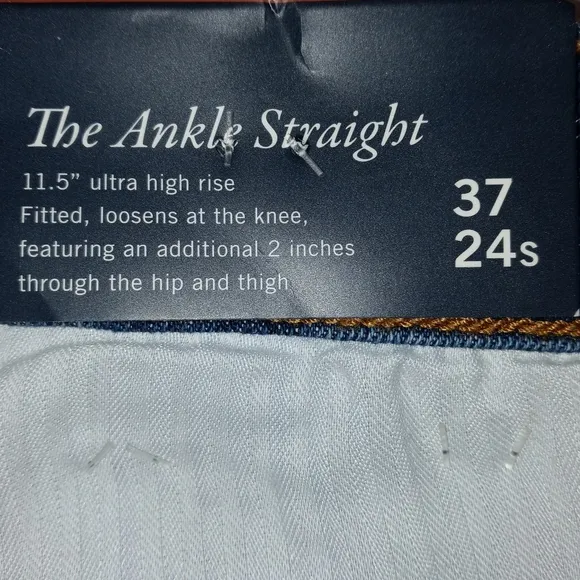 The Ankle Straight
11.5” ultra high rise
Fitted, loosens at the knee,
featuring an additional 2 inches
through the hip and thigh
37
24s